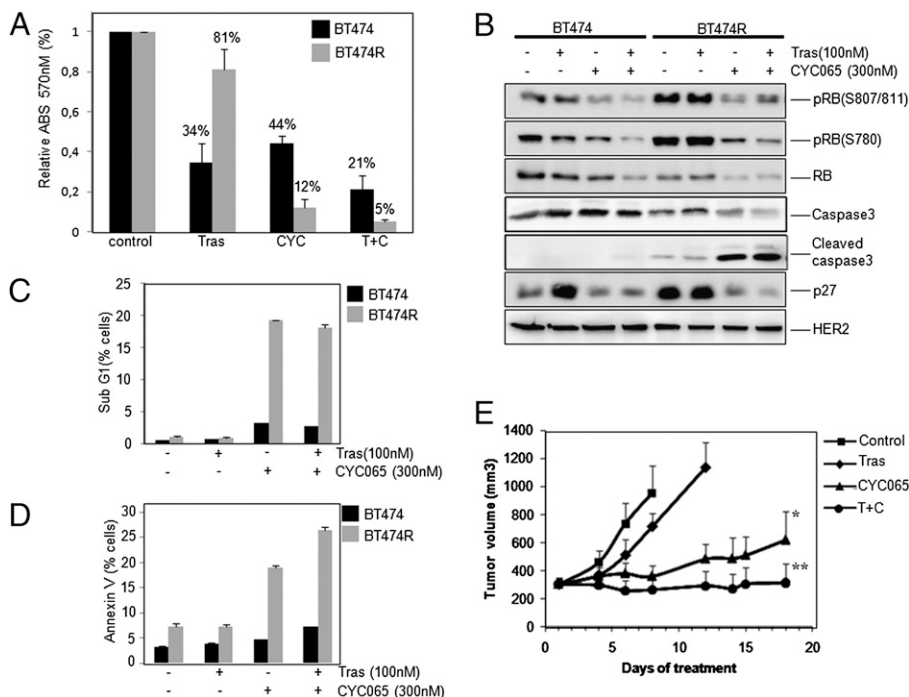 A
Relative ABS 570nM (%)
1
0,8
0,6
0,4
0,2
0
BT474
BT474R
34%
81%
44%
12%
21%
5%
control Tras CYC T+C
B
BT474 BT474R
- + - + - + - + Tras(100nM)
- - + + - - + + CYC065 (300nM)
pRB(S807/811)
pRB(S780)
RB
Caspase3
Cleaved
caspase3
p27
HER2
C
Sub G1(% cells)
25
20
15
10
5
0
BT474
BT474R
- + - + Tras(100nM)
- - + + CYC065 (300nM)
D
Annexin V (% cells)
30
25
20
15
10
5
0
BT474
BT474R
- + - + Tras (100nM)
- - + + CYC065 (300nM)
E
Tumor volume (mm3)
1400
1200
1000
800
600
400
200
0 5 10 15 20
Days of treatment
Control
Tras
CYC065
T+C
*
**